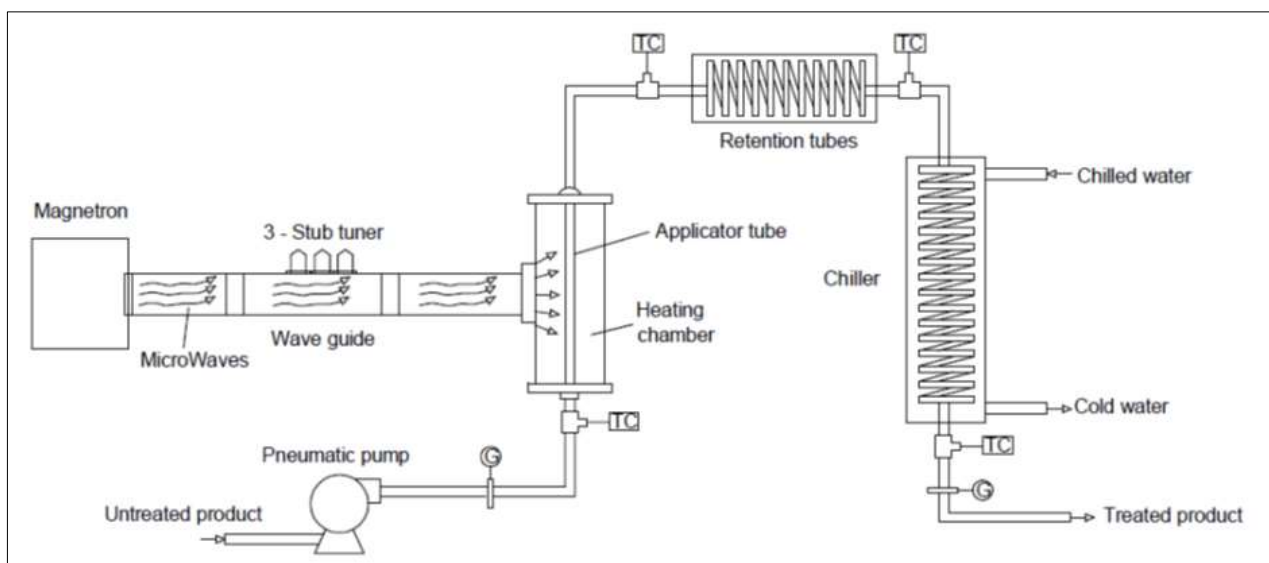 TC
TC
Retention tubes
Chilled water
Magnetron
3 - Stub tuner
Applicator tube
Chiller
Heating
chamber
Wave guide
MicroWaves
Cold water
TC
TC
Pneumatic pump
G
G
Untreated product
Treated product